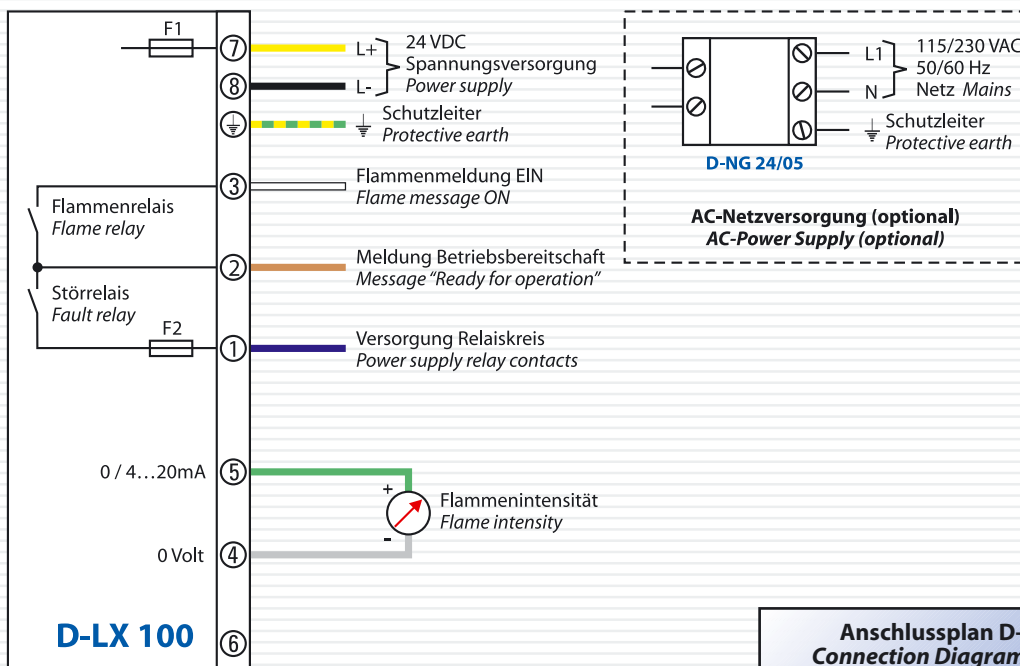 F1
7
L+
24 VDC
Spannungsversorgung
Power supply
8
L-
Schutzleiter
Protective earth
3
Flammenmeldung EIN
Flame message ON
Flammenrelais
Flame relay
2
Meldung Betriebsbereitschaft
Message “Ready for operation”
Störrelais
Fault relay
F2
1
Versorgung Relaiskreis
Power supply relay contacts
0 / 4…20mA
5
+
Flammenintensität
Flame intensity
-
0 Volt
4
D-LX 100
6
L1
115/230 VAC
50/60 Hz
N
Netz Mains
Schutzleiter
Protective earth
D-NG 24/05
AC-Netzversorgung (optional)
AC-Power Supply (optional)
Anschlussplan D-
Connection Diagram